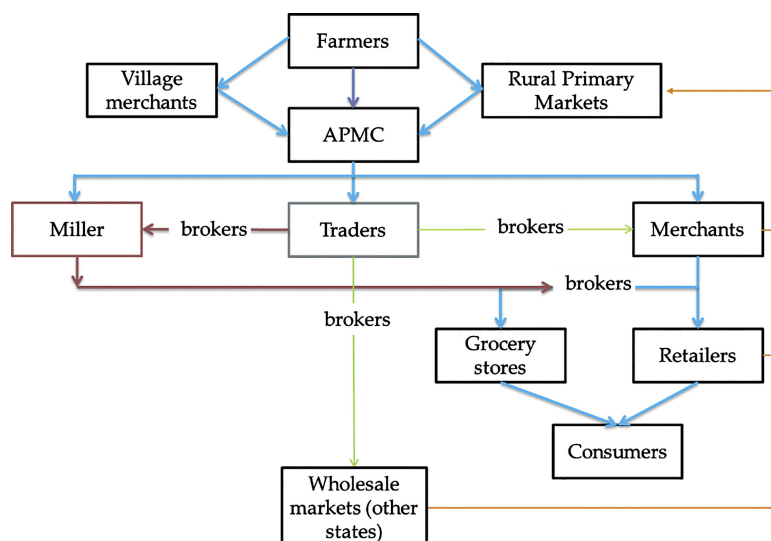 Farmers
Village
merchants
Rural Primary
Markets
APMC
Miller
brokers
Traders
brokers
Merchants
brokers
brokers
Grocery
stores
Retailers
Consumers
Wholesale
markets (other
states)